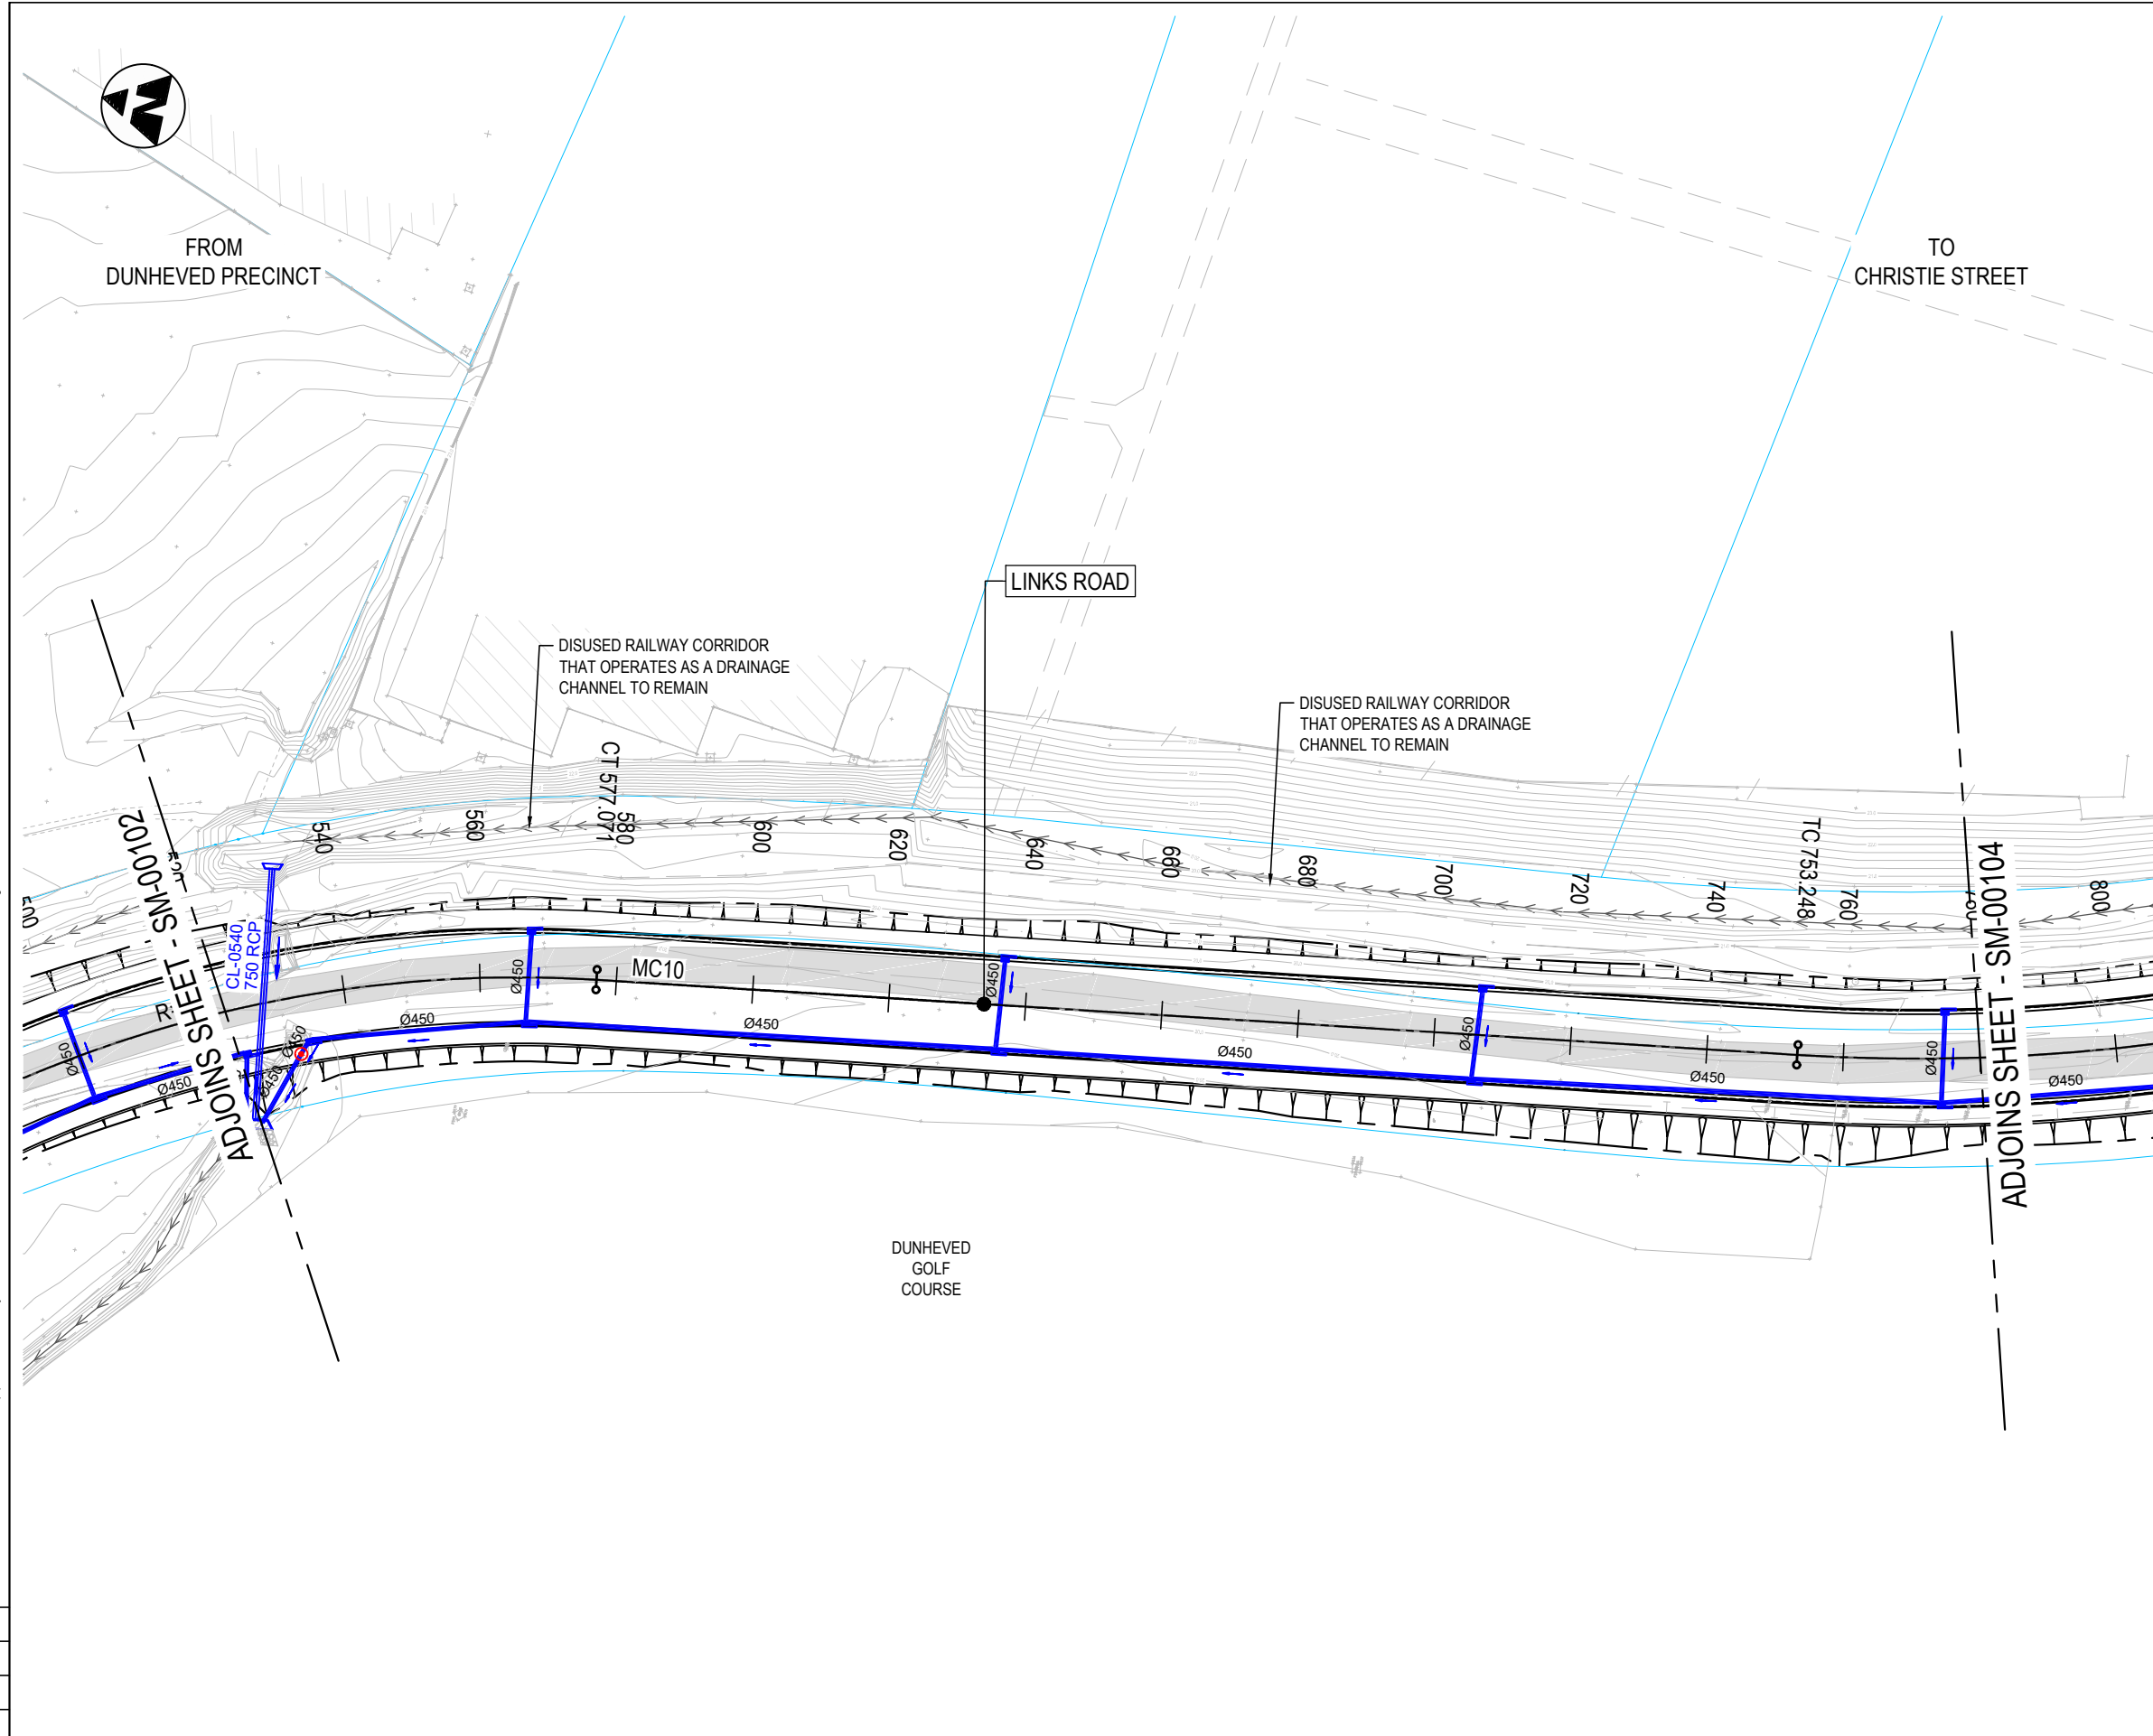 N
FROM
DUNHEVED PRECINCT
TO
CHRISTIE STREET
LINKS ROAD
DISUSED RAILWAY CORRIDOR
THAT OPERATES AS A DRAINAGE
CHANNEL TO REMAIN
DISUSED RAILWAY CORRIDOR
THAT OPERATES AS A DRAINAGE
CHANNEL TO REMAIN
ADJOINS SHEET - SM-00102
ADJOINS SHEET - SM-00104
500
540
560
CT 577.071
580
600
620
640
660
680
700
720
740
TC 753.248
760
800
CL-0540
750 RCP
MC10
Ø450
Ø450
Ø450
Ø450
Ø450
Ø450
Ø450
Ø450
Ø450
Ø450
Ø450
Ø450
Ø450
DUNHEVED
GOLF
COURSE